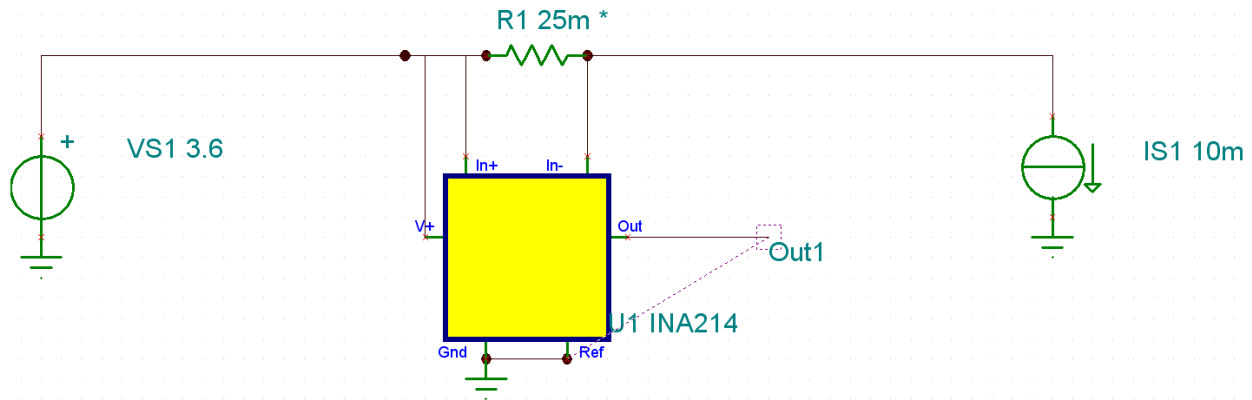 R1 25m *
+
VS1 3.6
IS1 10m
In+
In-
V+
Out
Out1
U1 INA214
Gnd
Ref